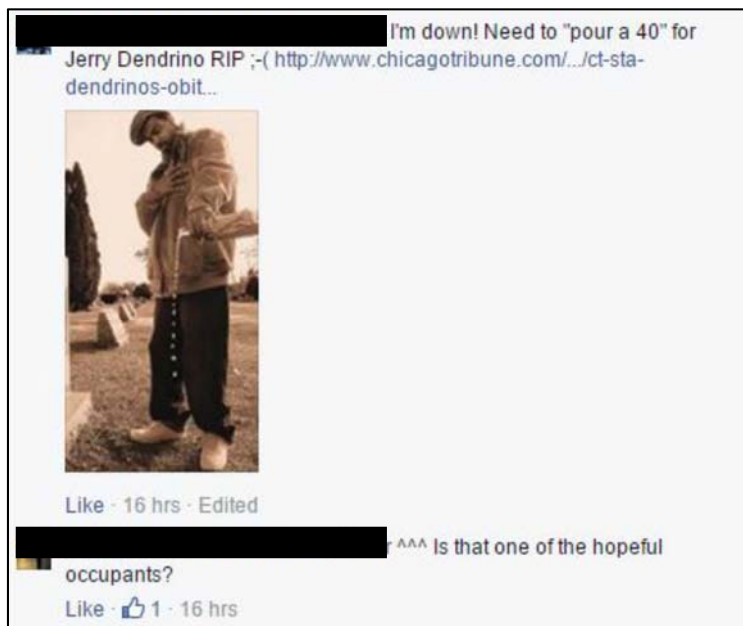 I'm down! Need to "pour a 40" for
Jerry Dendrino RIP ;-( http://www.chicagotribune.com/.../ct-sta-
dendrinos-obit...
Like · 16 hrs · Edited
^^^ Is that one of the hopeful
occupants?
Like · 1 · 16 hrs